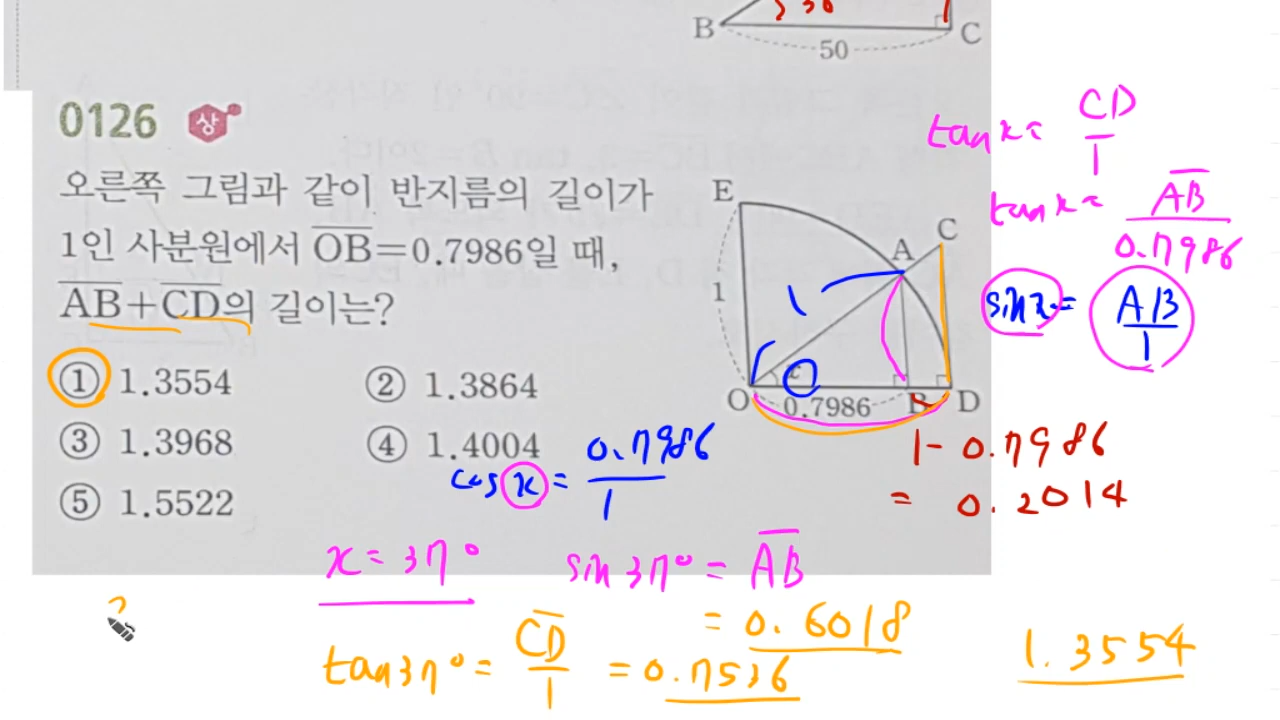 B
50
C
0126 상
오른쪽 그림과 같이 반지름의 길이가
1인 사분원에서 OB=0.7986일 때,
AB+CD의 길이는?
① 1.3554
② 1.3864
③ 1.3968
④ 1.4004
⑤ 1.5522
E
A
C
1
1
O
0.7986
B
D
tan x = CD/1
tan x = AB/0.7986
sin x = AB/1
cos x = 0.7986/1
1 - 0.7986
= 0.2014
x = 37°
sin 37° = AB
= 0.6018
tan 37° = CD/1 = 0.7536
1.3554